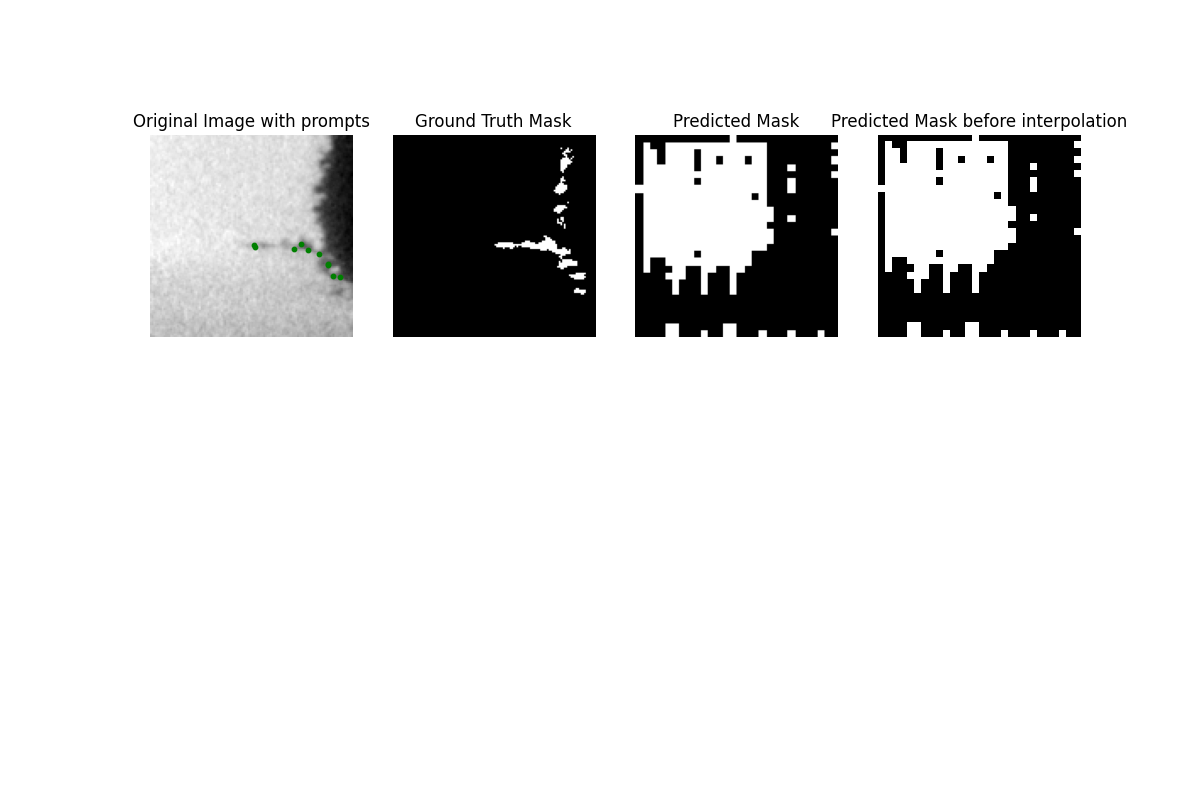 Original Image with prompts
Ground Truth Mask
Predicted Mask
Predicted Mask before interpolation